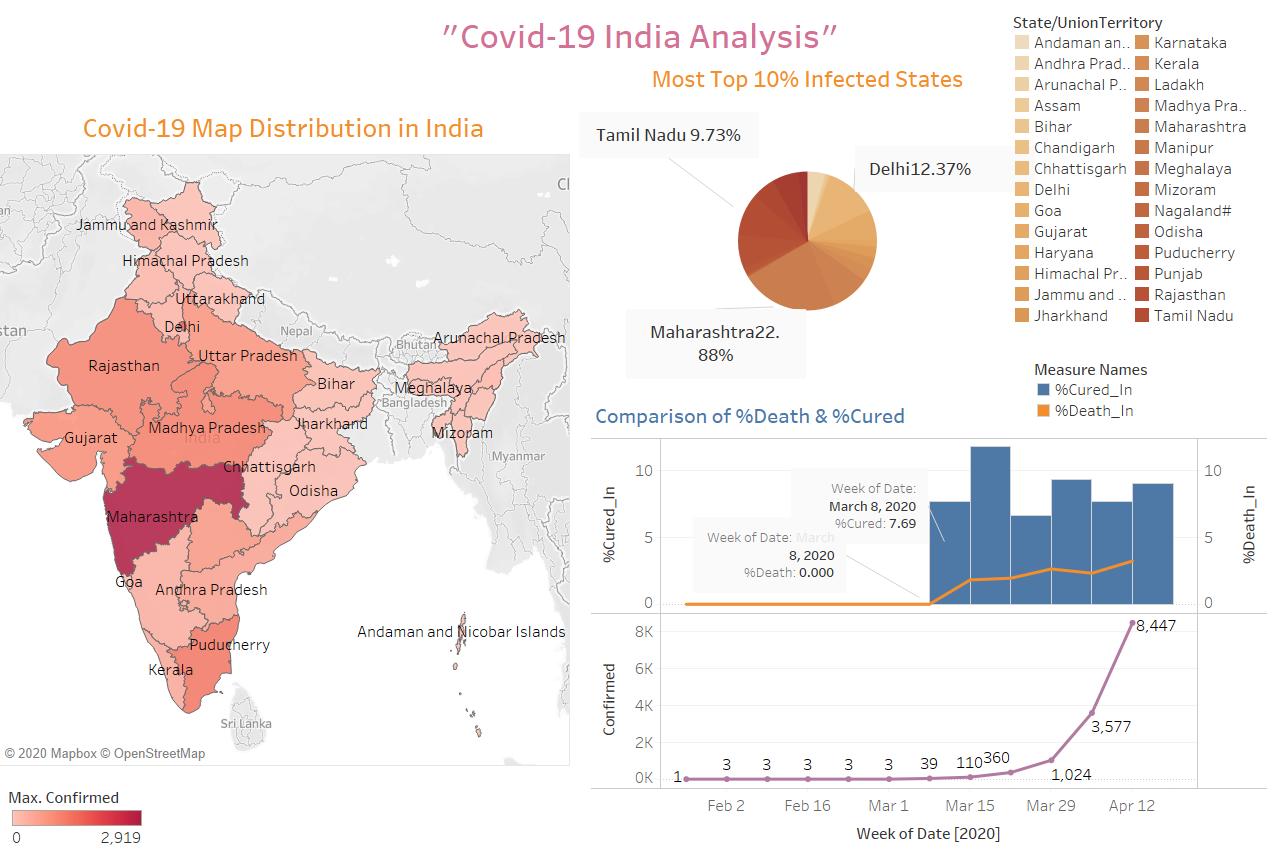 "Covid-19 India Analysis"
Most Top 10% Infected States
Covid-19 Map Distribution in India
State/UnionTerritory
Andaman an..
Andhra Prad..
Arunachal P..
Assam
Bihar
Chandigarh
Chhattisgarh
Delhi
Goa
Gujarat
Haryana
Himachal Pr..
Jammu and ..
Jharkhand
Karnataka
Kerala
Ladakh
Madhya Pra..
Maharashtra
Manipur
Meghalaya
Mizoram
Nagaland#
Odisha
Puducherry
Punjab
Rajasthan
Tamil Nadu
Tamil Nadu 9.73%
Delhi12.37%
Maharashtra22.
88%
Jammu and Kashmir
Himachal Pradesh
Uttarakhand
Delhi
Nepal
Bhutan
Arunachal Pradesh
Uttar Pradesh
Rajasthan
Bihar
Meghalaya
Bangladesh
Gujarat
Madhya Pradesh
India
Jharkhand
Mizoram
Myanmar
Chhattisgarh
Odisha
Maharashtra
Goa
Andhra Pradesh
Andaman and Nicobar Islands
Puducherry
Kerala
Sri Lanka
© 2020 Mapbox © OpenStreetMap
Max. Confirmed
0
2,919
Measure Names
%Cured_In
%Death_In
Comparison of %Death & %Cured
%Cured_In
10
5
0
Week of Date:
March 8, 2020
%Cured: 7.69
Week of Date: March
8, 2020
%Death: 0.000
10
5
0
%Death_In
Confirmed
8K
6K
4K
2K
0K
1
3
3
3
3
3
39
110
360
1,024
3,577
8,447
Feb 2
Feb 16
Mar 1
Mar 15
Mar 29
Apr 12
Week of Date [2020]